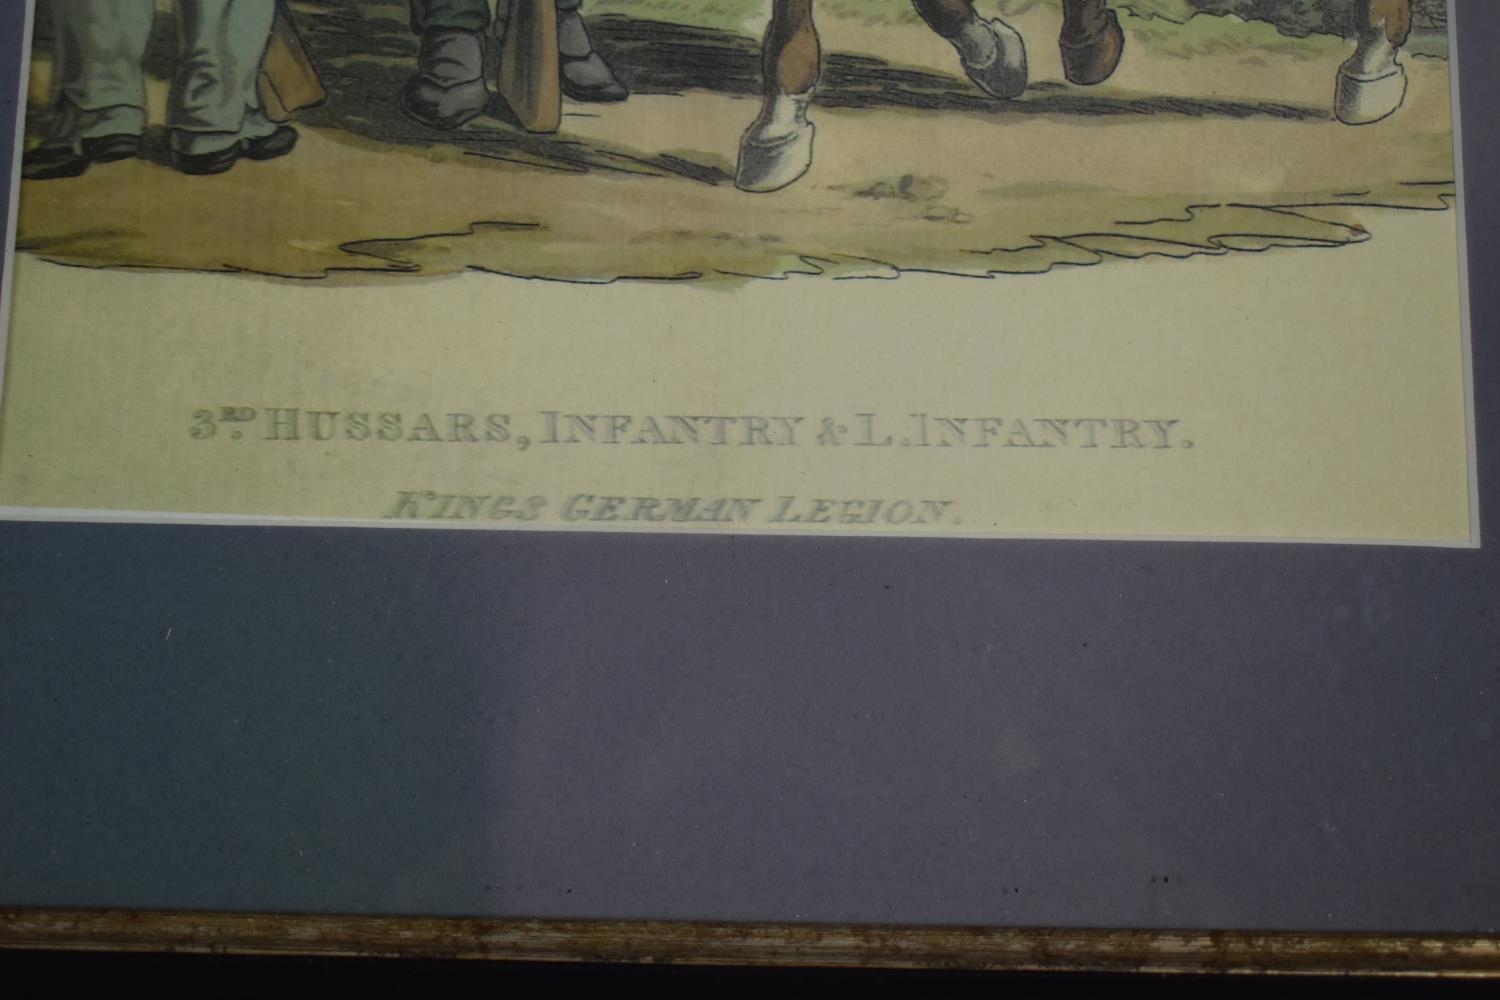 3RD. HUSSARS, INFANTRY & L. INFANTRY.
KINGS GERMAN LEGION.